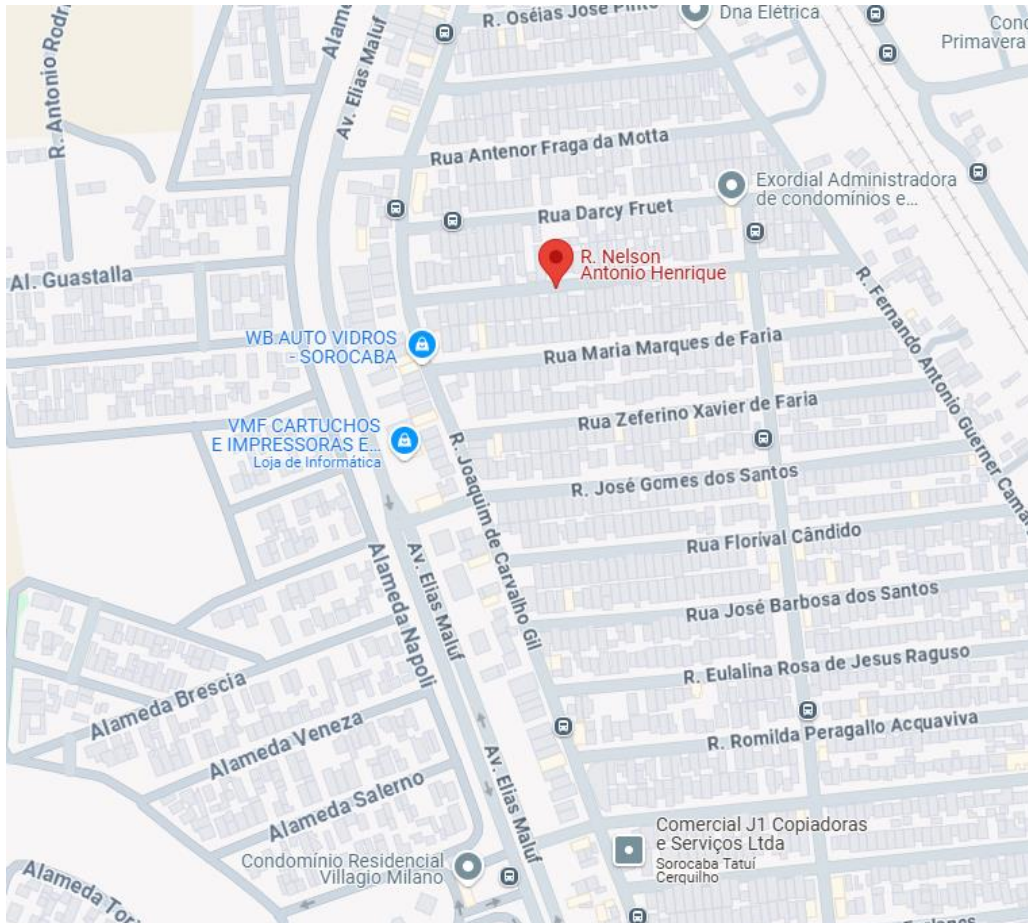 R. Oséias José Pinto
Dna Elétrica
Primavera
R. Antonio Rodri
Av. Elias Maluf
Rua Antenor Fraga da Motta
Exordial Administradora
de condomínios e...
Rua Darcy Fruet
R. Nelson
Antonio Henrique
Al. Guastalla
WB AUTO VIDROS
- SOROCABA
Rua Maria Marques de Faria
R. Fernando Antonio Guerner Cama
VMF CARTUCHOS
E IMPRESSORAS E...
Loja de Informática
Rua Zeferino Xavier de Faria
R. Joaquim de Carvalho Gil
R. José Gomes dos Santos
Rua Florival Cândido
Av. Elias Maluf
Alameda Napoli
Rua José Barbosa dos Santos
R. Eulalina Rosa de Jesus Raguso
Alameda Brescia
Alameda Veneza
R. Romilda Peragallo Acquaviva
Av. Elias Maluf
Alameda Salerno
Comercial J1 Copiadoras
e Serviços Ltda
Sorocaba Tatuí
Cerquilho
Condomínio Residencial
Villagio Milano
Alameda Tori